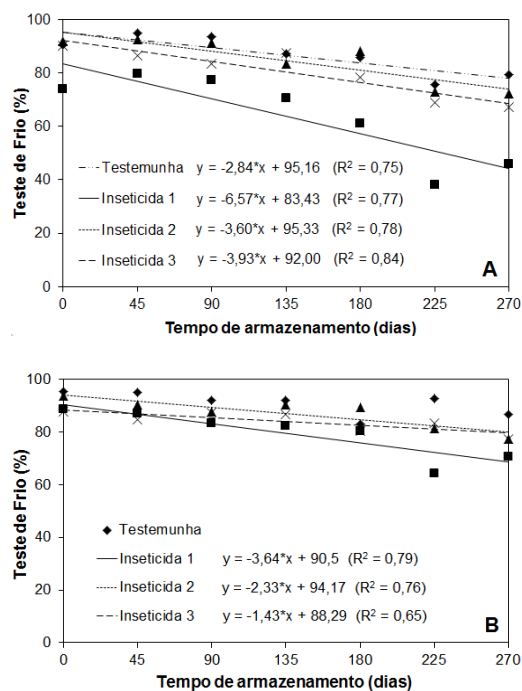 100
80
60
40
20
0
Teste de Frio (%)
Testemunha y = -2,84*x + 95,16 (R² = 0,75)
Inseticida 1 y = -6,57*x + 83,43 (R² = 0,77)
Inseticida 2 y = -3,60*x + 95,33 (R² = 0,78)
Inseticida 3 y = -3,93*x + 92,00 (R² = 0,84)
A
0 45 90 135 180 225 270
Tempo de armazenamento (dias)
100
80
60
40
20
0
Teste de Frio (%)
Testemunha
Inseticida 1 y = -3,64*x + 90,5 (R² = 0,79)
Inseticida 2 y = -2,33*x + 94,17 (R² = 0,76)
Inseticida 3 y = -1,43*x + 88,29 (R² = 0,65)
B
0 45 90 135 180 225 270
Tempo de armazenamento (dias)